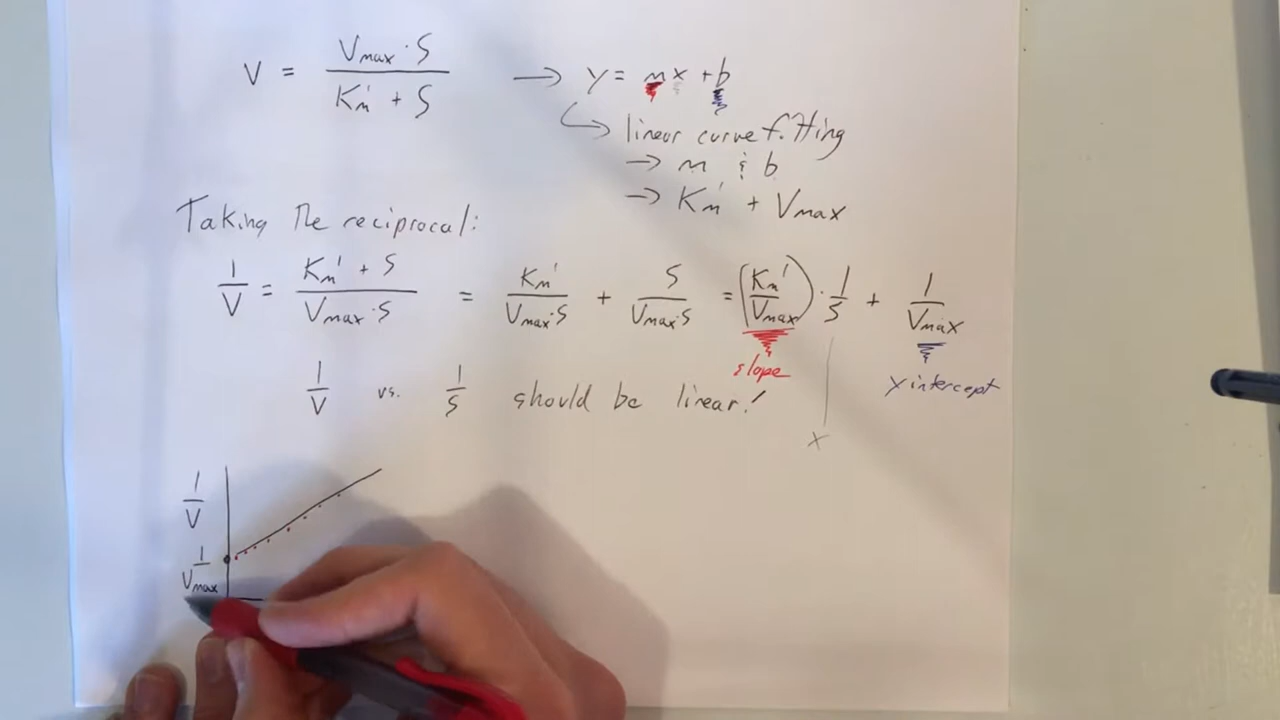 V = Vmax · S / Km' + S → y = mx + b
↳ linear curve fitting
→ m & b
→ Km' + Vmax
Taking the reciprocal:
1/V = Km' + S / Vmax · S = Km' / Vmax · S + S / Vmax · S = (Km' / Vmax) · 1/S + 1/Vmax
slope
y intercept
1/V vs. 1/S should be linear!
x
1/V
1/Vmax